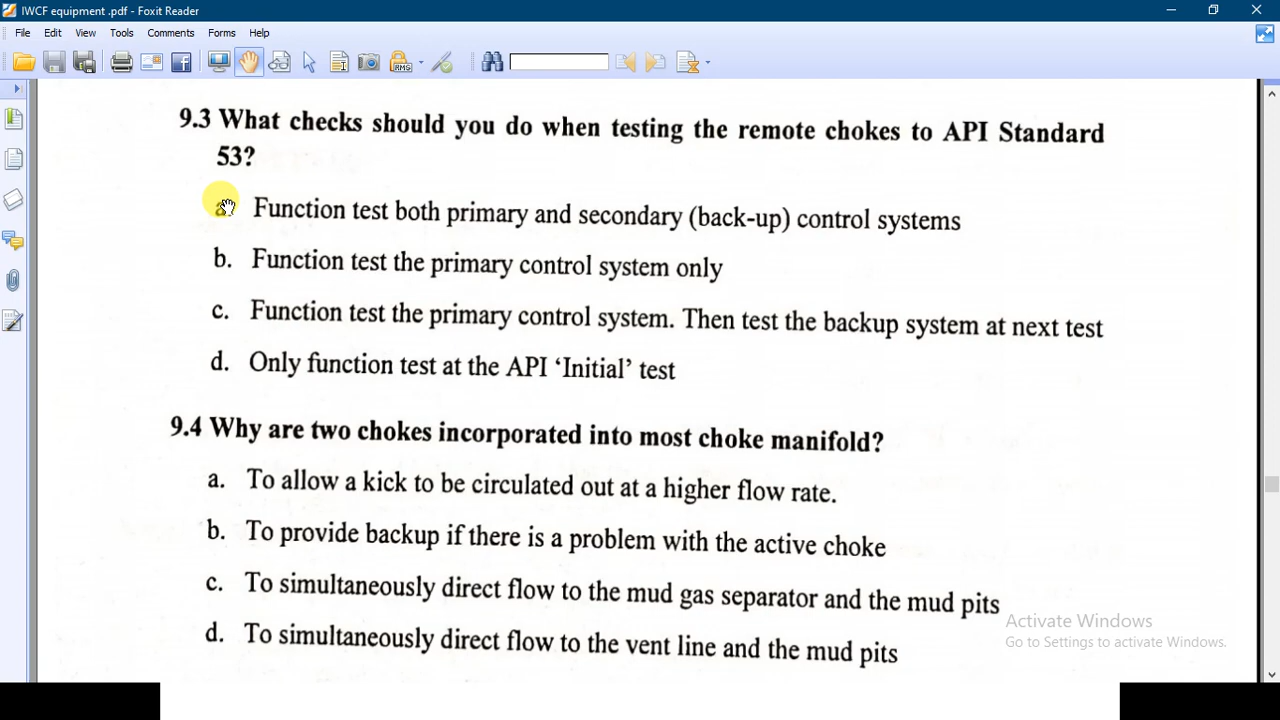 IWCF equipment .pdf - Foxit Reader
File Edit View Tools Comments Forms Help
9.3 What checks should you do when testing the remote chokes to API Standard
53?
Function test both primary and secondary (back-up) control systems
b. Function test the primary control system only
c. Function test the primary control system. Then test the backup system at next test
d. Only function test at the API ‘Initial’ test
9.4 Why are two chokes incorporated into most choke manifold?
a. To allow a kick to be circulated out at a higher flow rate.
b. To provide backup if there is a problem with the active choke
c. To simultaneously direct flow to the mud gas separator and the mud pits
d. To simultaneously direct flow to the vent line and the mud pits
Activate Windows
Go to Settings to activate Windows.